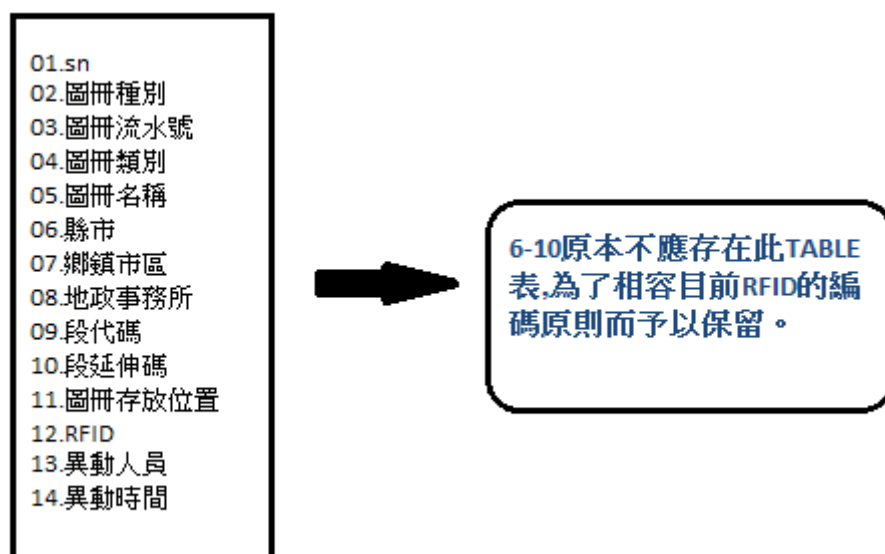 01.sn
02.圖冊種別
03.圖冊流水號
04.圖冊類別
05.圖冊名稱
06.縣市
07.鄉鎮市區
08.地政事務所
09.段代碼
10.段延伸碼
11.圖冊存放位置
12.RFID
13.異動人員
14.異動時間
6-10原本不應存在此TABLE
表,為了相容目前RFID的編
碼原則而予以保留。